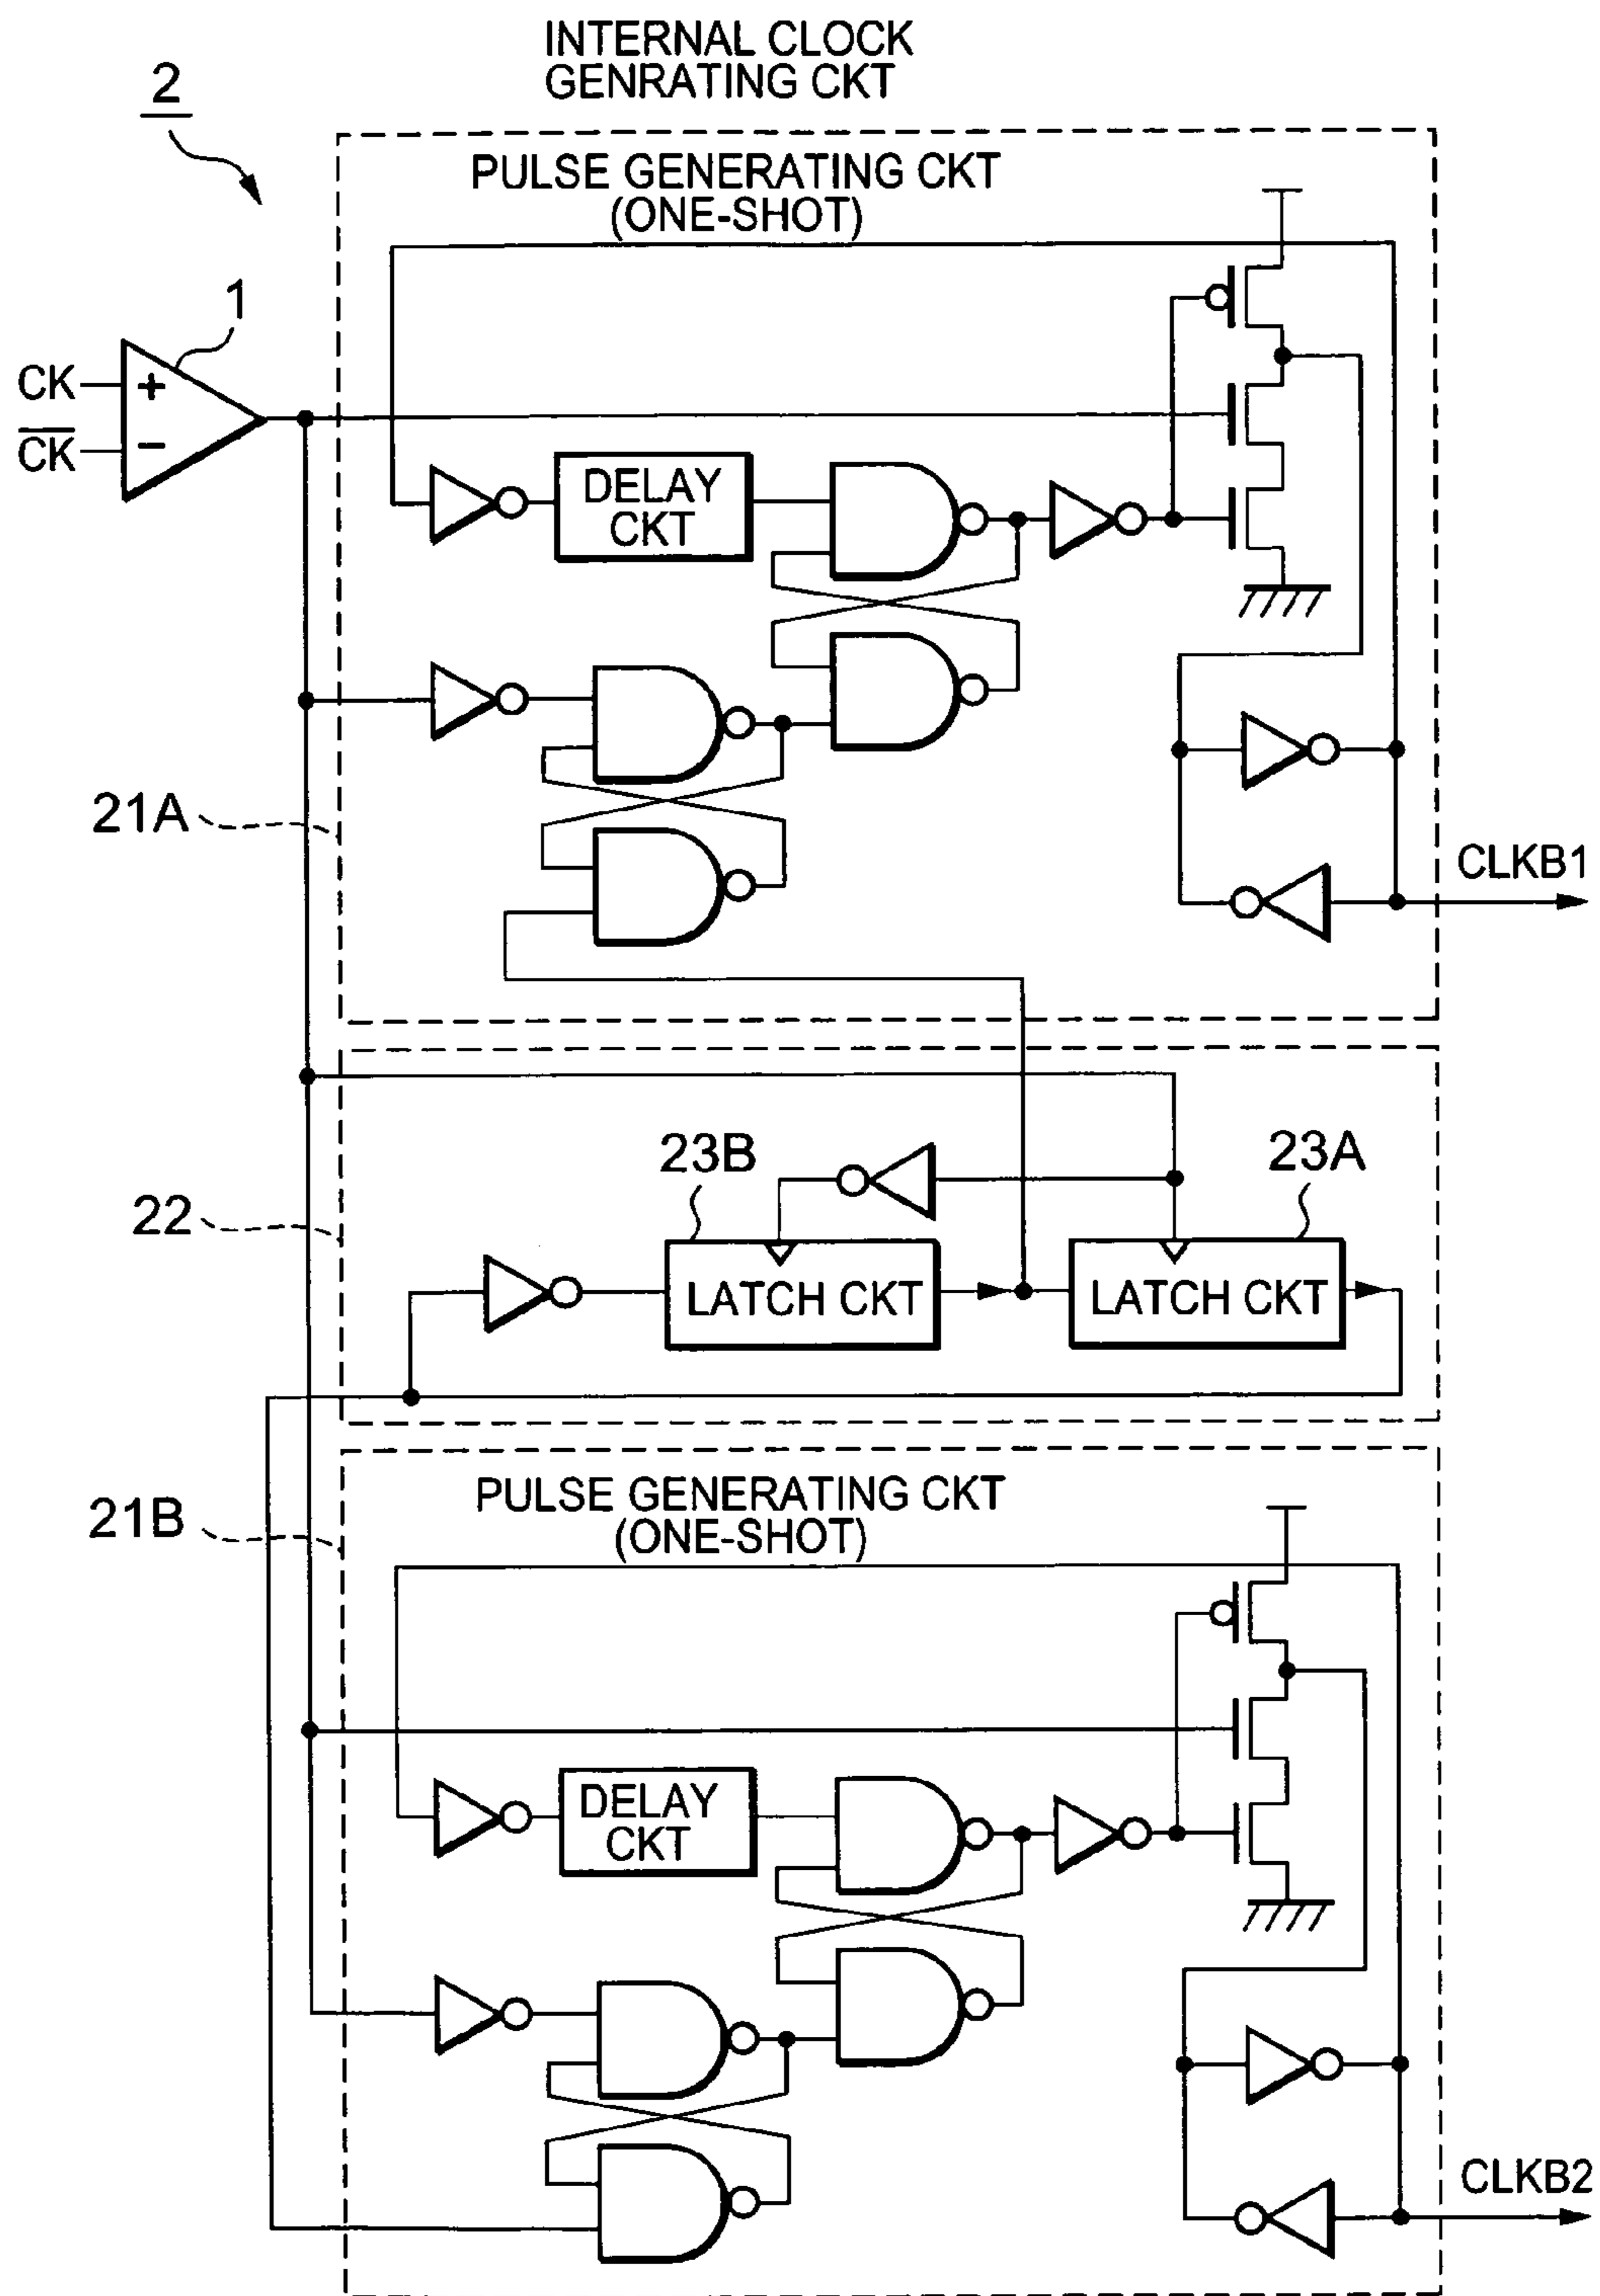 INTERNAL CLOCK
GENRATING CKT
2
PULSE GENERATING CKT
(ONE-SHOT)
1
CK
+
C̅K̅
−
DELAY
CKT
21A
CLKB1
23B
23A
22
LATCH CKT
LATCH CKT
21B
PULSE GENERATING CKT
(ONE-SHOT)
DELAY
CKT
CLKB2